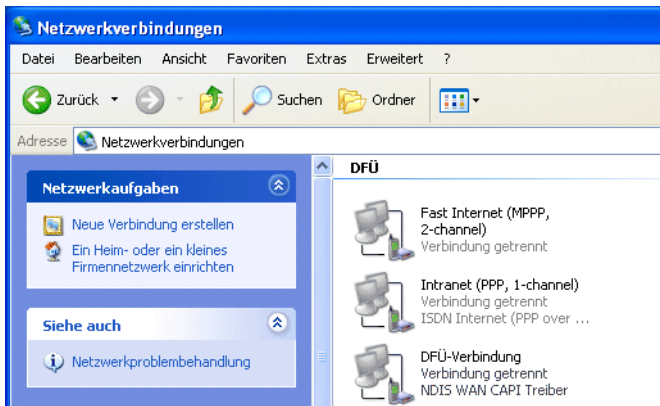 Netzwerkverbindungen
Datei Bearbeiten Ansicht Favoriten Extras Erweitert ?
Zurück Suchen Ordner
Adresse Netzwerkverbindungen
Netzwerkaufgaben
Neue Verbindung erstellen
Ein Heim- oder ein kleines
Firmennetzwerk einrichten
Siehe auch
Netzwerkproblembehandlung
DFÜ
Fast Internet (MPPP,
2-channel)
Verbindung getrennt
Intranet (PPP, 1-channel)
Verbindung getrennt
ISDN Internet (PPP over ...
DFÜ-Verbindung
Verbindung getrennt
NDIS WAN CAPI Treiber